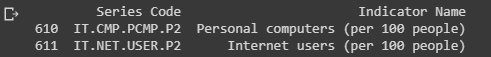 Series Code Indicator Name
610 IT.CMP.PCMP.P2 Personal computers (per 100 people)
611 IT.NET.USER.P2 Internet users (per 100 people)